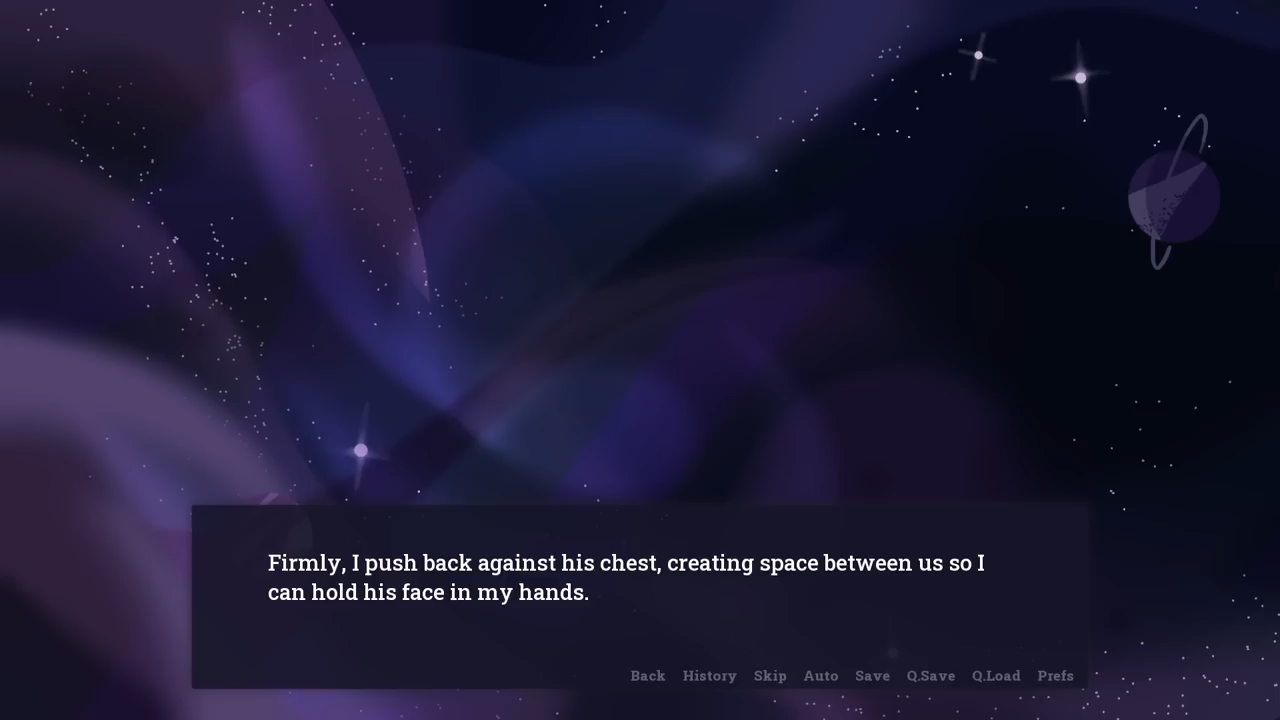 Firmly, I push back against his chest, creating space between us so I
can hold his face in my hands.
Back History Skip Auto Save Q.Save Q.Load Prefs